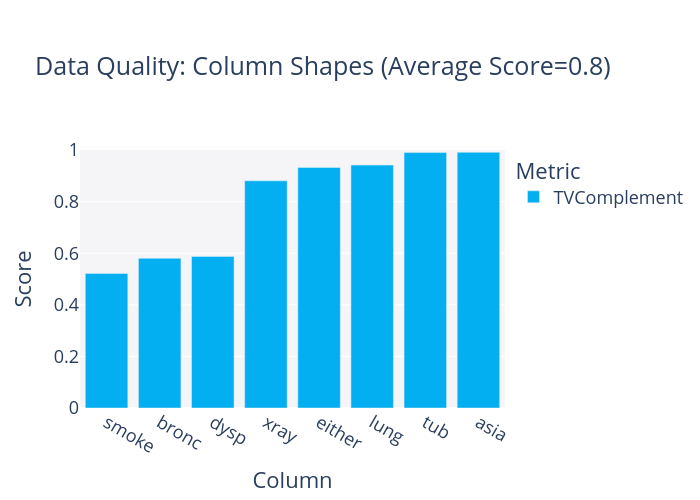 Data Quality: Column Shapes (Average Score=0.8)
Metric
TVComplement
Score
1
0.8
0.6
0.4
0.2
0
smoke
bronc
dysp
xray
either
lung
tub
asia
Column